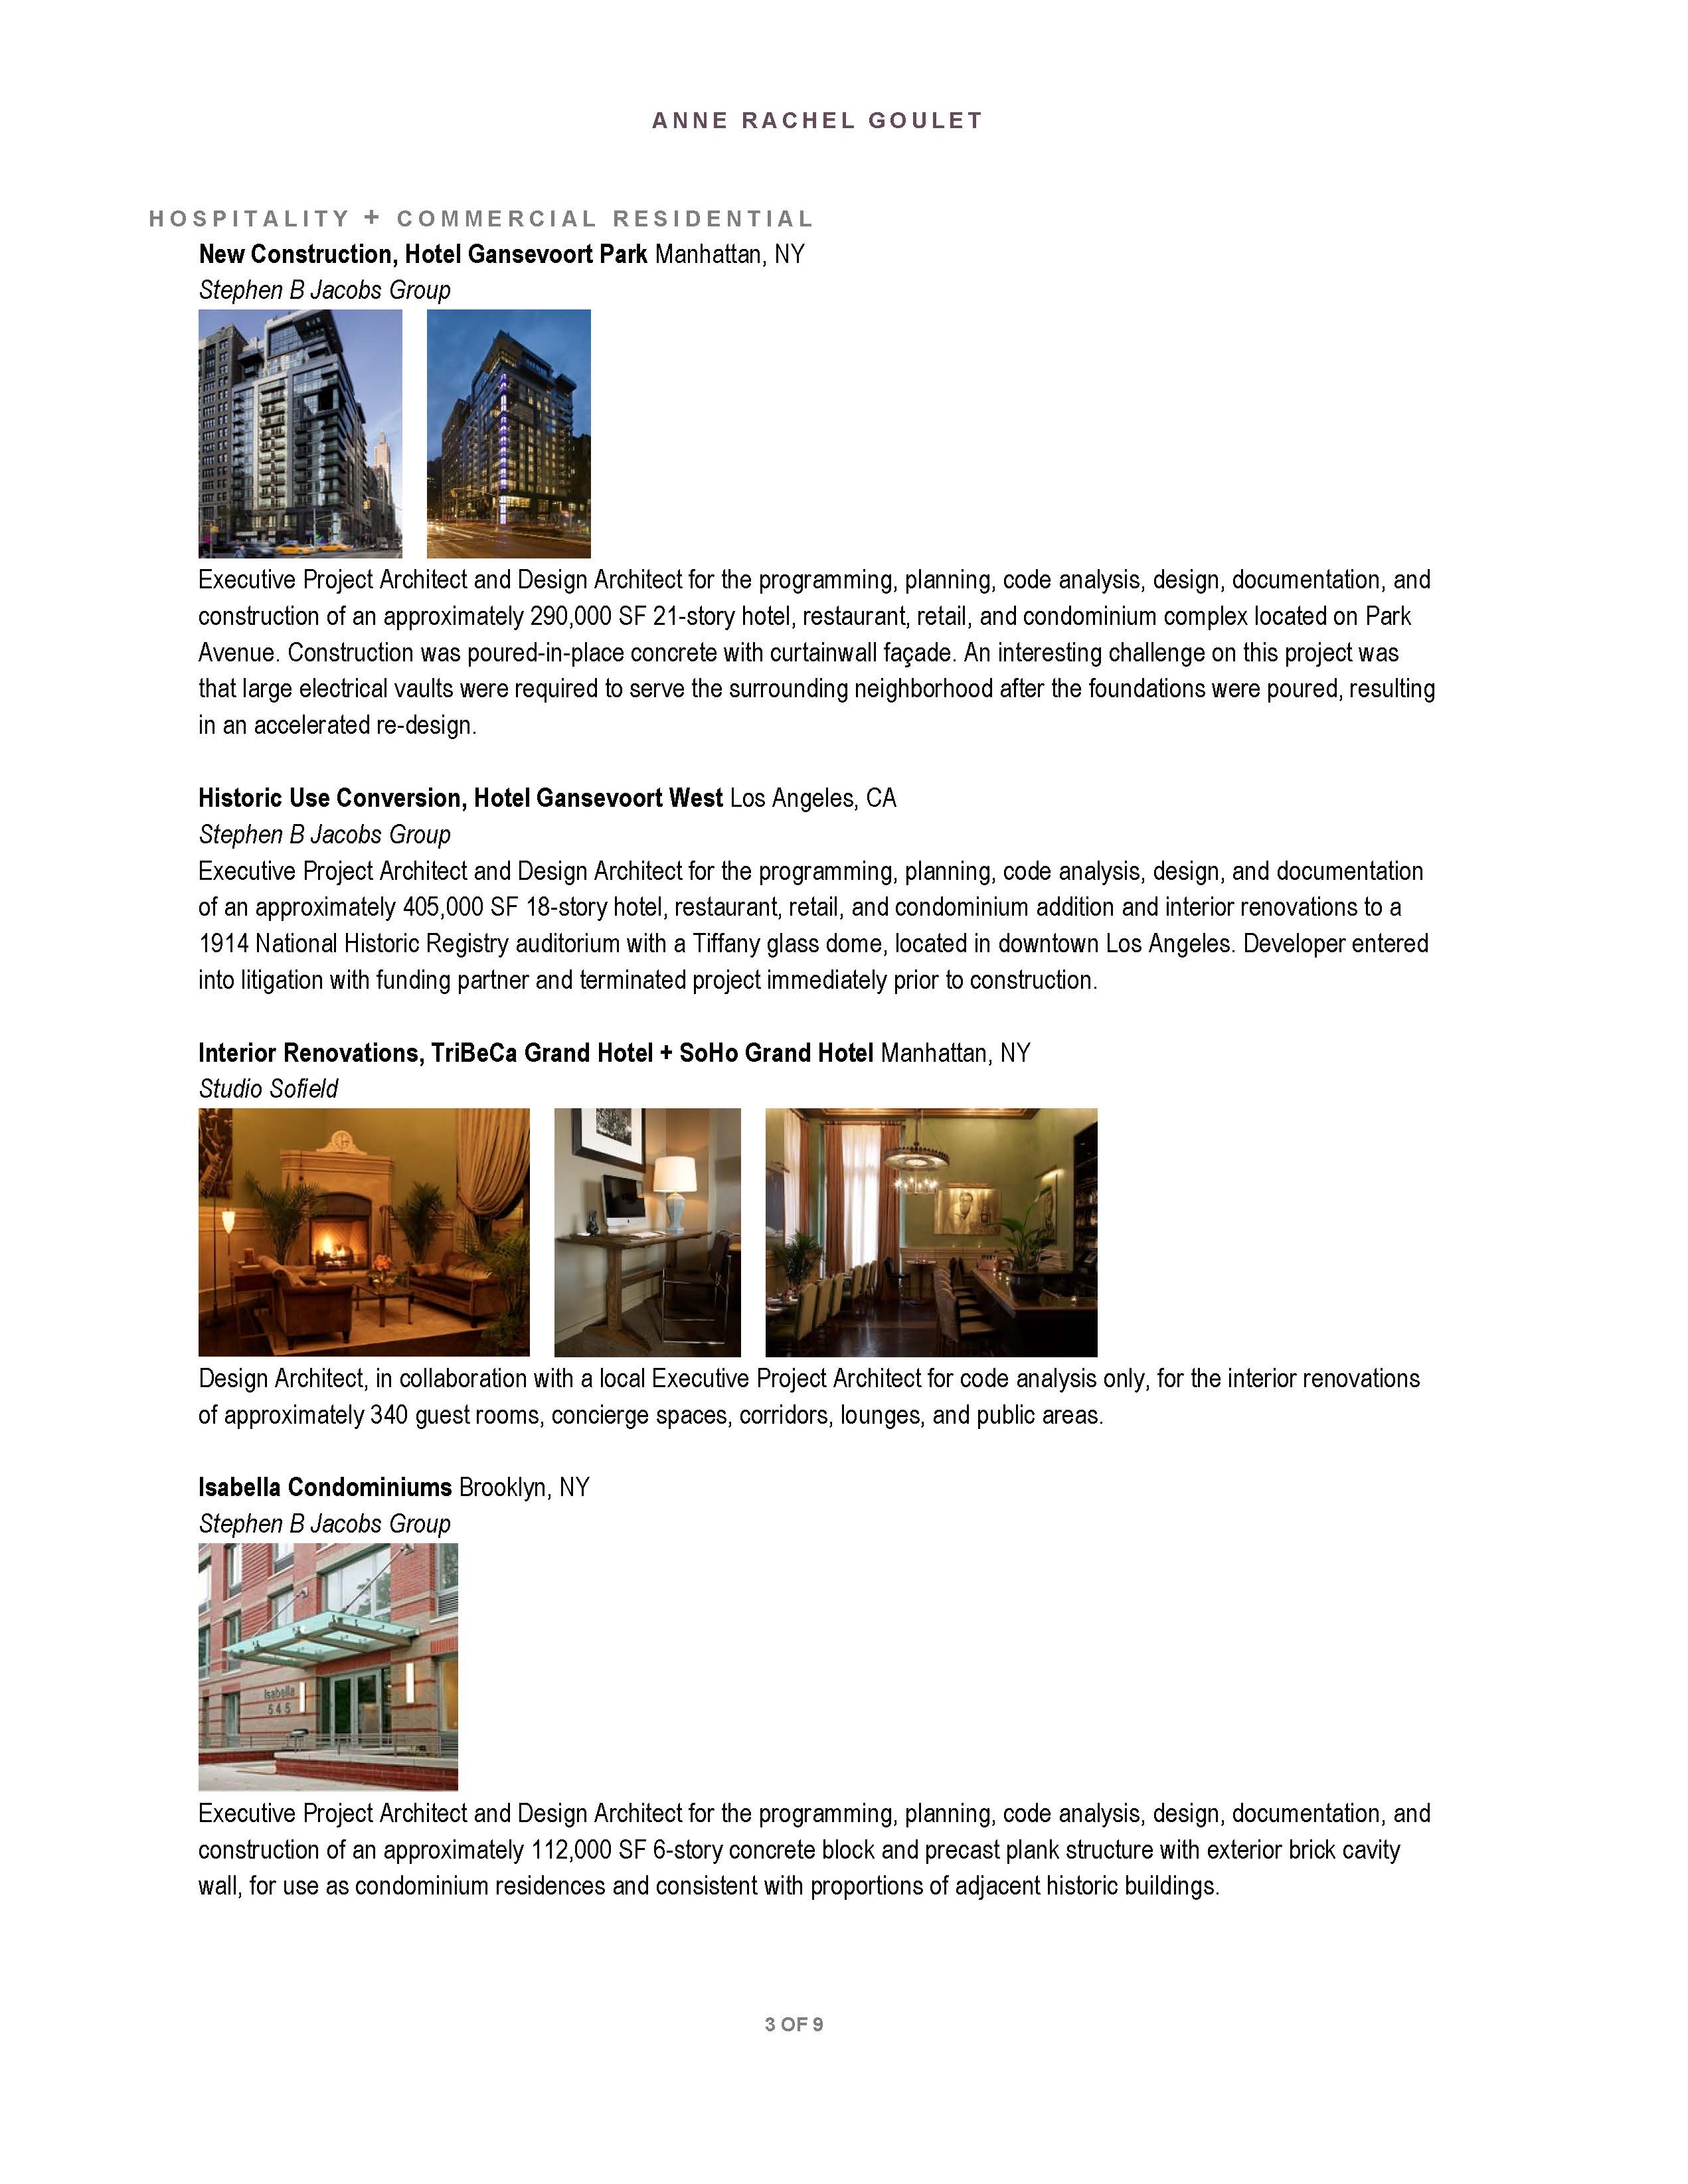 ANNE RACHEL GOULET
HOSPITALITY + COMMERCIAL RESIDENTIAL
New Construction, Hotel Gansevoort Park Manhattan, NY
Stephen B Jacobs Group
Executive Project Architect and Design Architect for the programming, planning, code analysis, design, documentation, and
construction of an approximately 290,000 SF 21-story hotel, restaurant, retail, and condominium complex located on Park
Avenue. Construction was poured-in-place concrete with curtainwall façade. An interesting challenge on this project was
that large electrical vaults were required to serve the surrounding neighborhood after the foundations were poured, resulting
in an accelerated re-design.
Historic Use Conversion, Hotel Gansevoort West Los Angeles, CA
Stephen B Jacobs Group
Executive Project Architect and Design Architect for the programming, planning, code analysis, design, and documentation
of an approximately 405,000 SF 18-story hotel, restaurant, retail, and condominium addition and interior renovations to a
1914 National Historic Registry auditorium with a Tiffany glass dome, located in downtown Los Angeles. Developer entered
into litigation with funding partner and terminated project immediately prior to construction.
Interior Renovations, TriBeCa Grand Hotel + SoHo Grand Hotel Manhattan, NY
Studio Sofield
Design Architect, in collaboration with a local Executive Project Architect for code analysis only, for the interior renovations
of approximately 340 guest rooms, concierge spaces, corridors, lounges, and public areas.
Isabella Condominiums Brooklyn, NY
Stephen B Jacobs Group
Isabella
545
Executive Project Architect and Design Architect for the programming, planning, code analysis, design, documentation, and
construction of an approximately 112,000 SF 6-story concrete block and precast plank structure with exterior brick cavity
wall, for use as condominium residences and consistent with proportions of adjacent historic buildings.
3 OF 9